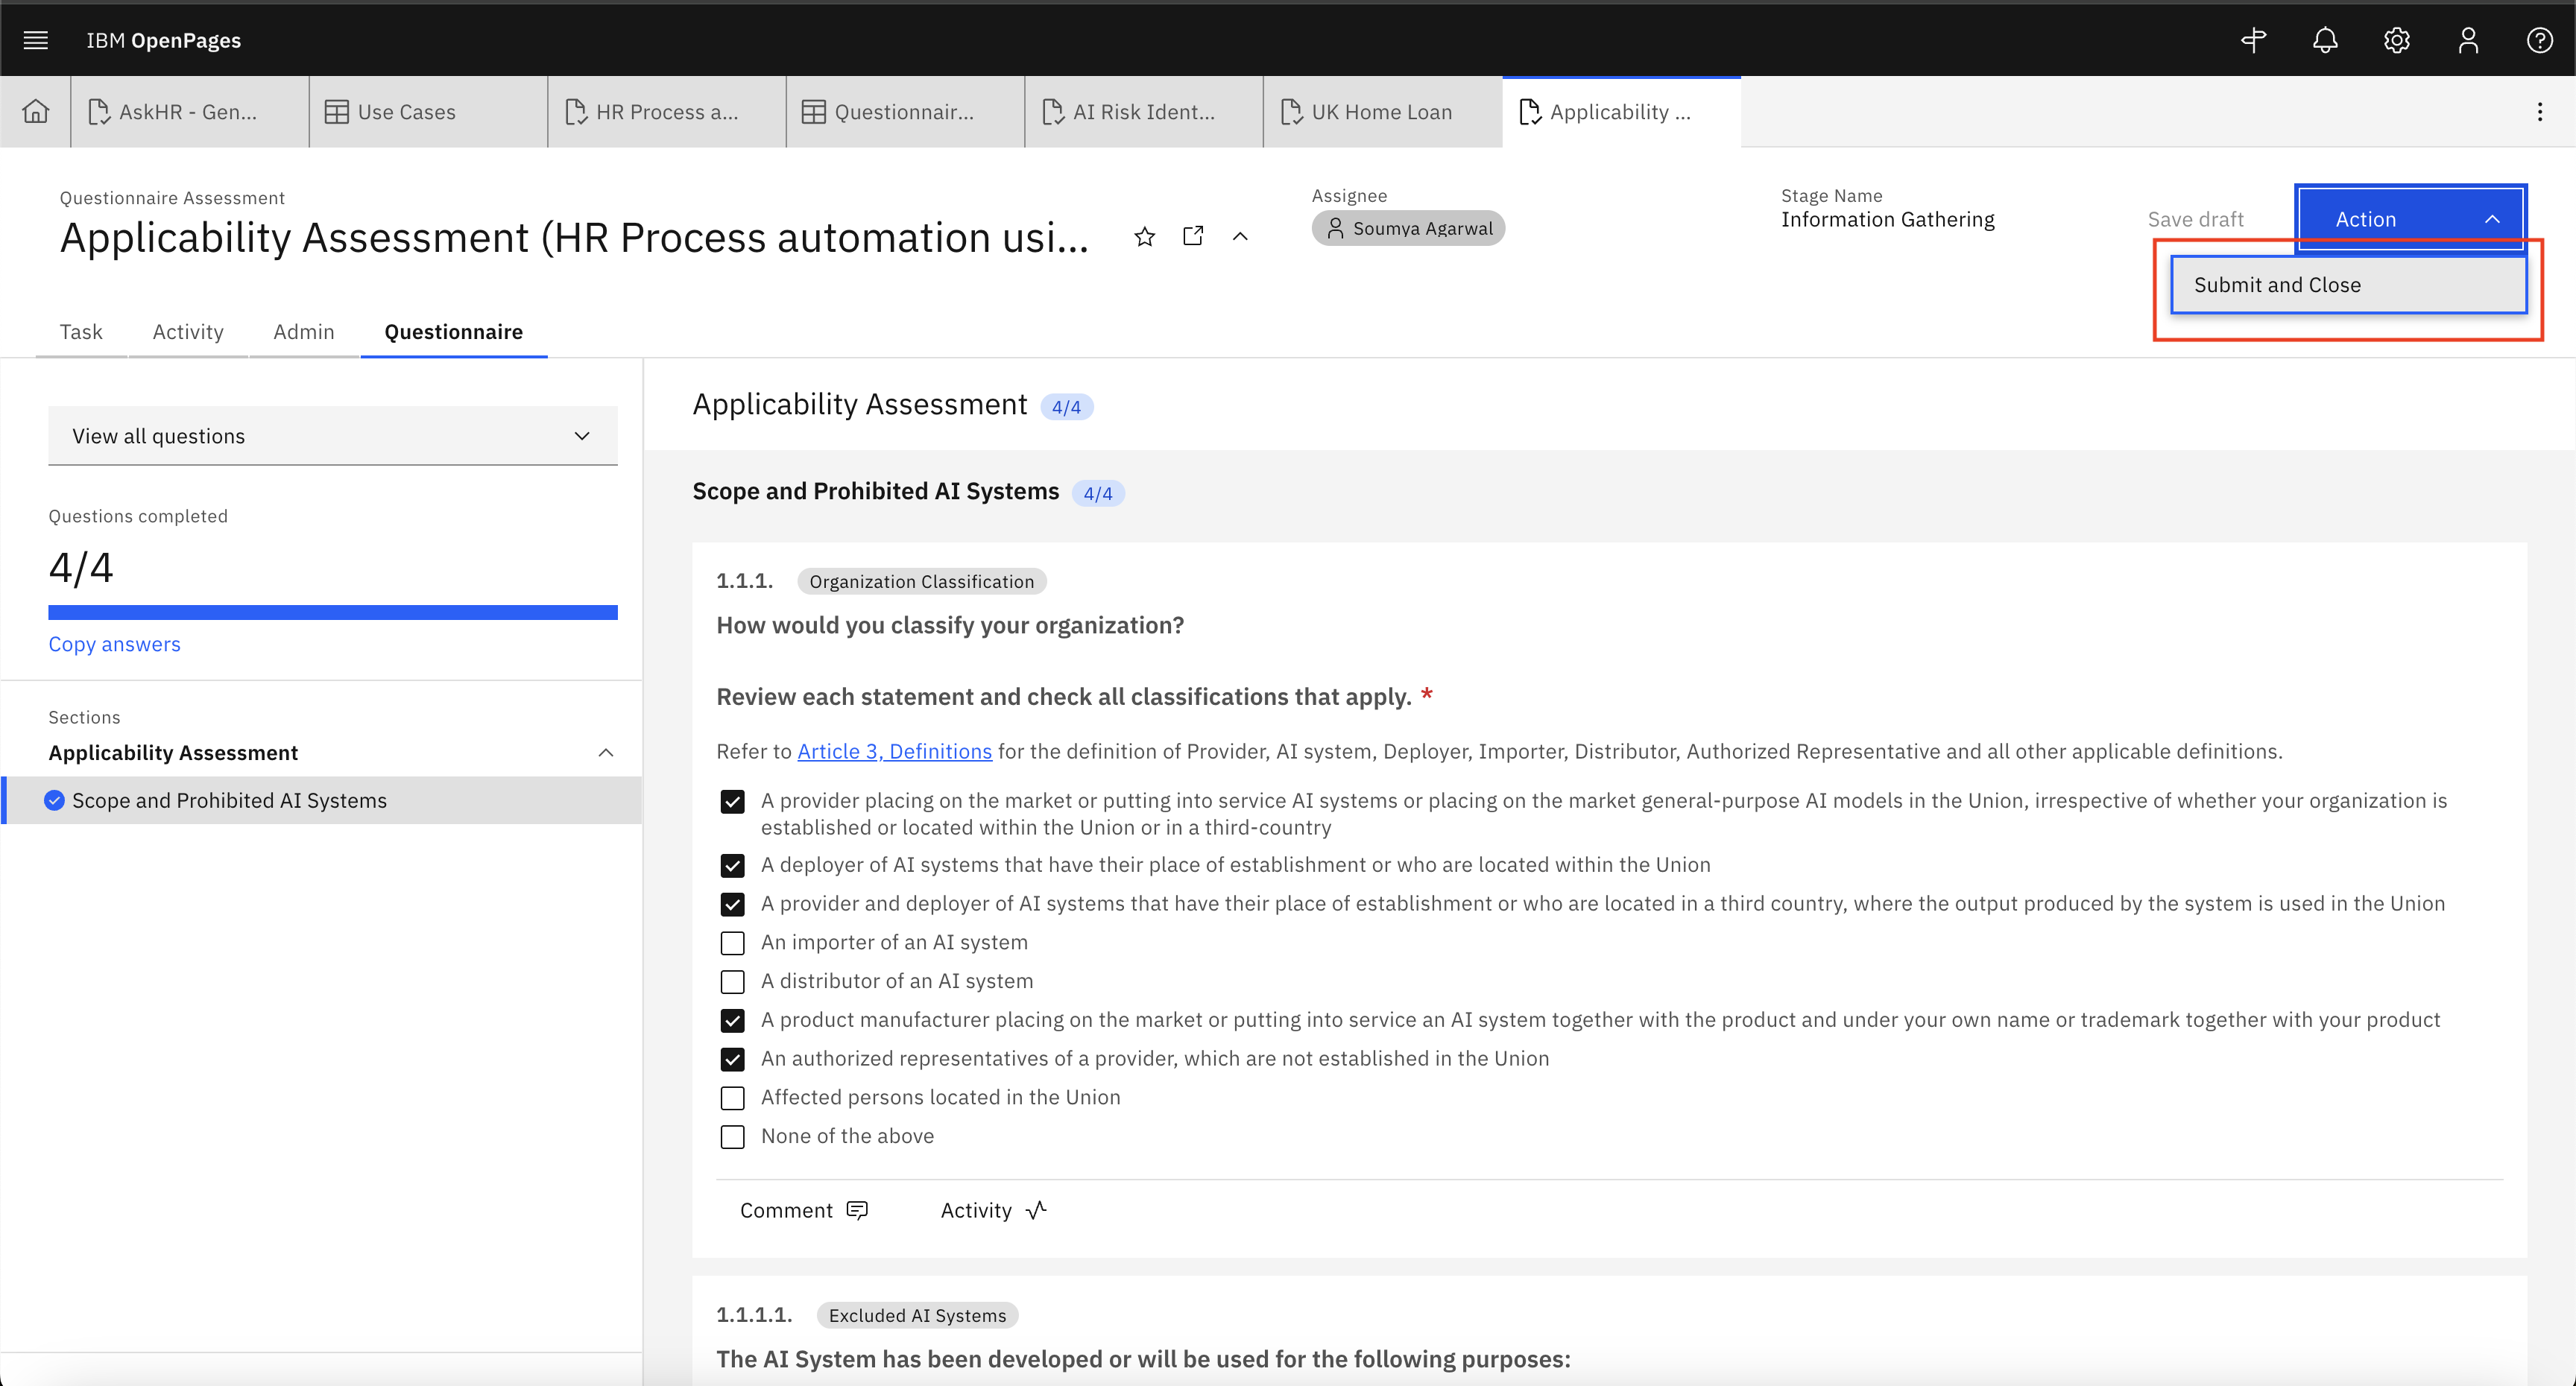 IBM OpenPages
AskHR - Gen...
Use Cases
HR Process a...
Questionnair...
AI Risk Ident...
UK Home Loan
Applicability ...
Questionnaire Assessment
Applicability Assessment (HR Process automation usi...
Assignee
Soumya Agarwal
Stage Name
Information Gathering
Save draft
Action
Submit and Close
Task
Activity
Admin
Questionnaire
View all questions
Questions completed
4/4
Copy answers
Sections
Applicability Assessment
Scope and Prohibited AI Systems
Applicability Assessment 4/4
Scope and Prohibited AI Systems 4/4
1.1.1. Organization Classification
How would you classify your organization?
Review each statement and check all classifications that apply. *
Refer to Article 3, Definitions for the definition of Provider, AI system, Deployer, Importer, Distributor, Authorized Representative and all other applicable definitions.
A provider placing on the market or putting into service AI systems or placing on the market general-purpose AI models in the Union, irrespective of whether your organization is
established or located within the Union or in a third-country
A deployer of AI systems that have their place of establishment or who are located within the Union
A provider and deployer of AI systems that have their place of establishment or who are located in a third country, where the output produced by the system is used in the Union
An importer of an AI system
A distributor of an AI system
A product manufacturer placing on the market or putting into service an AI system together with the product and under your own name or trademark together with your product
An authorized representatives of a provider, which are not established in the Union
Affected persons located in the Union
None of the above
Comment
Activity
1.1.1.1. Excluded AI Systems
The AI System has been developed or will be used for the following purposes: